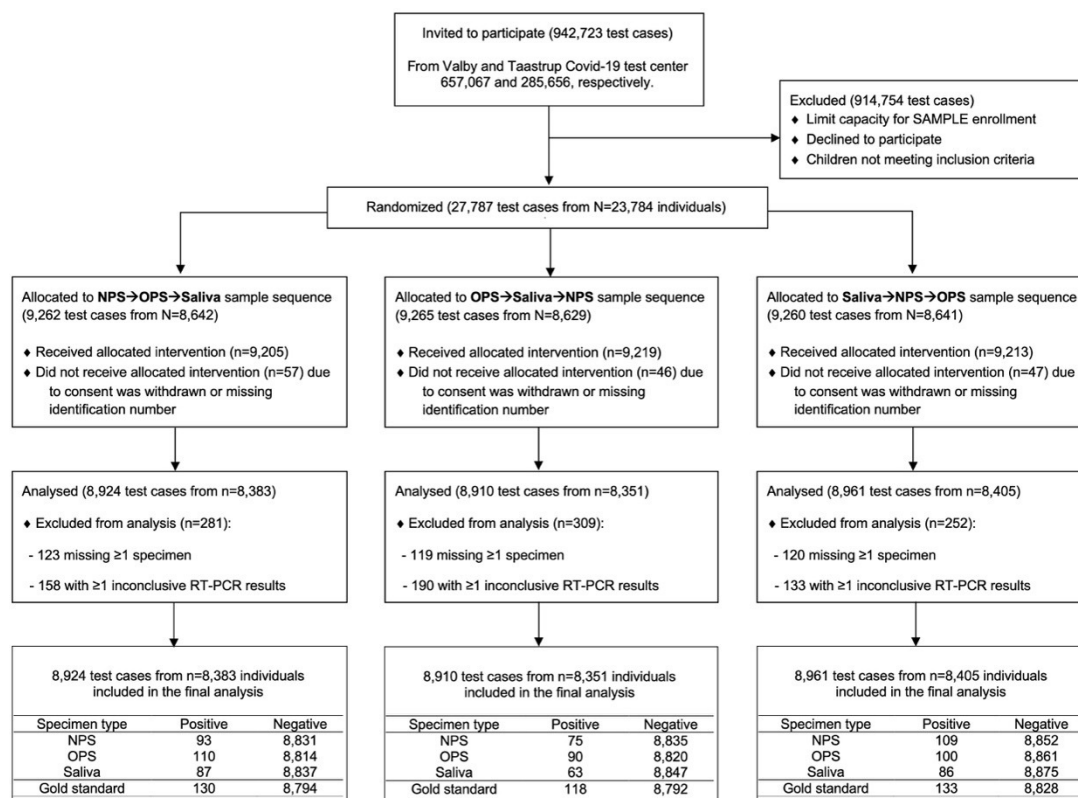 Invited to participate (942,723 test cases)
From Valby and Taastrup Covid-19 test center
657,067 and 285,656, respectively.
Excluded (914,754 test cases)
♦ Limit capacity for SAMPLE enrollment
♦ Declined to participate
♦ Children not meeting inclusion criteria
Randomized (27,787 test cases from N=23,784 individuals)
Allocated to NPS→OPS→Saliva sample sequence
(9,262 test cases from N=8,642)
♦ Received allocated intervention (n=9,205)
♦ Did not receive allocated intervention (n=57) due
to consent was withdrawn or missing
identification number
Allocated to OPS→Saliva→NPS sample sequence
(9,265 test cases from N=8,629)
♦ Received allocated intervention (n=9,219)
♦ Did not receive allocated intervention (n=46) due
to consent was withdrawn or missing
identification number
Allocated to Saliva→NPS→OPS sample sequence
(9,260 test cases from N=8,641)
♦ Received allocated intervention (n=9,213)
♦ Did not receive allocated intervention (n=47) due
to consent was withdrawn or missing
identification number
Analysed (8,924 test cases from n=8,383)
♦ Excluded from analysis (n=281):
- 123 missing ≥1 specimen
- 158 with ≥1 inconclusive RT-PCR results
Analysed (8,910 test cases from n=8,351)
♦ Excluded from analysis (n=309):
- 119 missing ≥1 specimen
- 190 with ≥1 inconclusive RT-PCR results
Analysed (8,961 test cases from n=8,405)
♦ Excluded from analysis (n=252):
- 120 missing ≥1 specimen
- 133 with ≥1 inconclusive RT-PCR results
8,924 test cases from n=8,383 individuals
included in the final analysis
Specimen type Positive Negative
NPS 93 8,831
OPS 110 8,814
Saliva 87 8,837
Gold standard 130 8,794
8,910 test cases from n=8,351 individuals
included in the final analysis
Specimen type Positive Negative
NPS 75 8,835
OPS 90 8,820
Saliva 63 8,847
Gold standard 118 8,792
8,961 test cases from n=8,405 individuals
included in the final analysis
Specimen type Positive Negative
NPS 109 8,852
OPS 100 8,861
Saliva 86 8,875
Gold standard 133 8,828